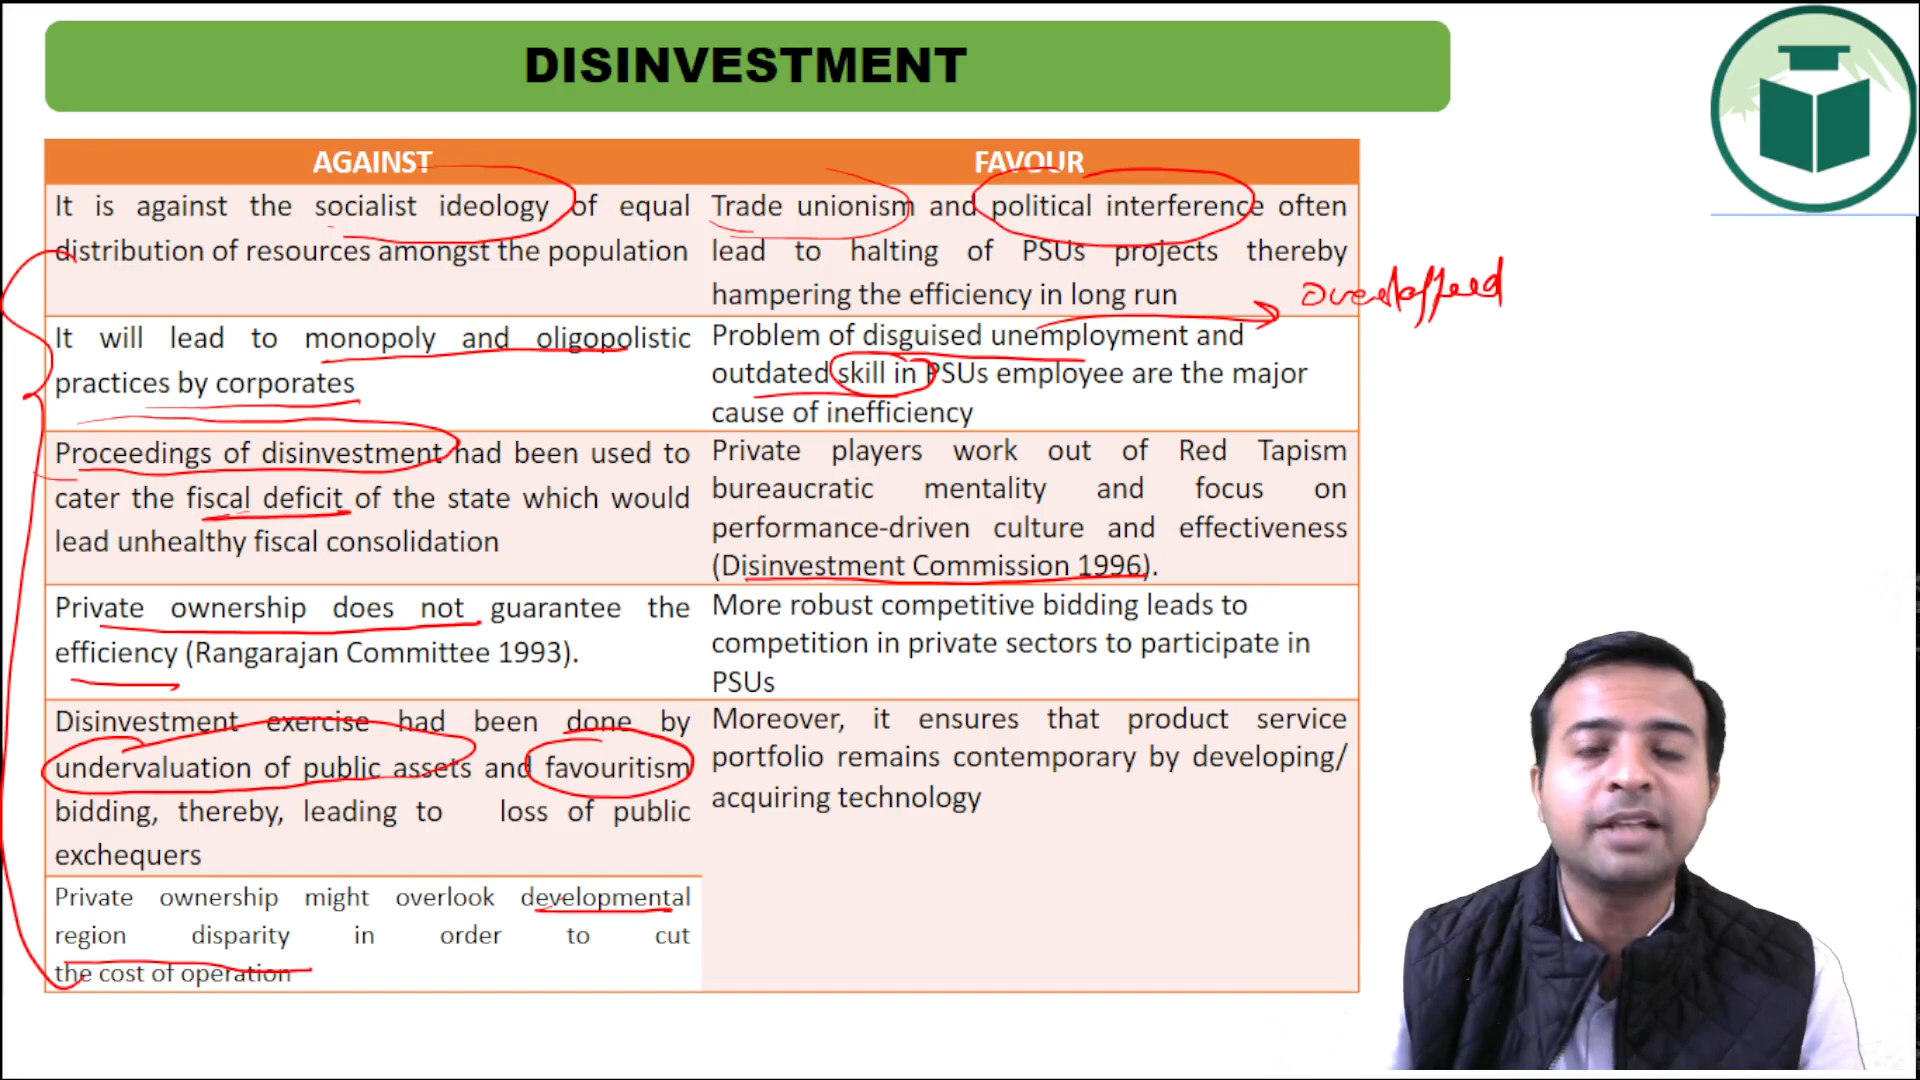 DISINVESTMENT
AGAINST
FAVOUR
It is against the socialist ideology of equal
distribution of resources amongst the population
Trade unionism and political interference often
lead to halting of PSUs projects thereby
hampering the efficiency in long run
overstaffed
It will lead to monopoly and oligopolistic
practices by corporates
Problem of disguised unemployment and
outdated skill in PSUs employee are the major
cause of inefficiency
Proceedings of disinvestment had been used to
cater the fiscal deficit of the state which would
lead unhealthy fiscal consolidation
Private players work out of Red Tapism
bureaucratic mentality and focus on
performance-driven culture and effectiveness
(Disinvestment Commission 1996).
Private ownership does not guarantee the
efficiency (Rangarajan Committee 1993).
More robust competitive bidding leads to
competition in private sectors to participate in
PSUs
Disinvestment exercise had been done by
undervaluation of public assets and favouritism
bidding, thereby, leading to loss of public
exchequers
Moreover, it ensures that product service
portfolio remains contemporary by developing/
acquiring technology
Private ownership might overlook developmental
region disparity in order to cut
the cost of operation